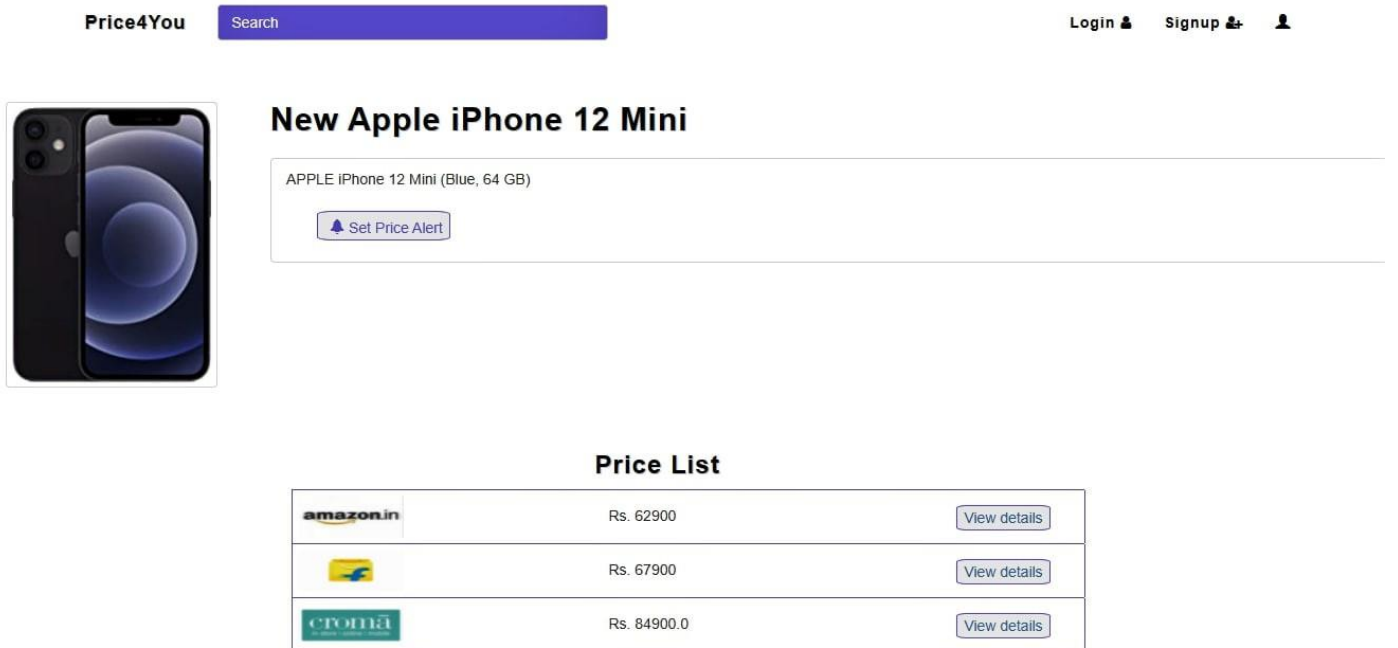 Price4You
Search
Login
Signup
New Apple iPhone 12 Mini
APPLE iPhone 12 Mini (Blue, 64 GB)
Set Price Alert
Price List
amazon.in Rs. 62900 View details
Rs. 67900 View details
cromā Rs. 84900.0 View details